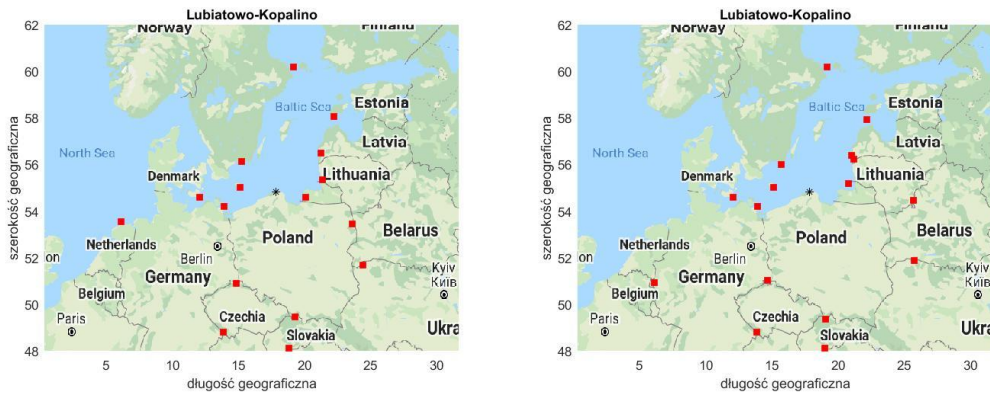 Lubiatowo-Kopalino
62
60
58
56
54
52
50
48
szerokość geograficzna
Norway
Finland
Baltic Sea
Estonia
Latvia
North Sea
Denmark
Lithuania
Netherlands
Berlin
Poland
Belarus
Germany
Kyiv
Київ
on
Belgium
Paris
Czechia
Slovakia
Ukra
5
10
15
20
25
30
długość geograficzna
Lubiatowo-Kopalino
62
60
58
56
54
52
50
48
szerokość geograficzna
Norway
Finland
Baltic Sea
Estonia
Latvia
North Sea
Denmark
Lithuania
Netherlands
Berlin
Poland
Belarus
Germany
Kyiv
Київ
on
Belgium
Paris
Czechia
Slovakia
Ukra
5
10
15
20
25
30
długość geograficzna